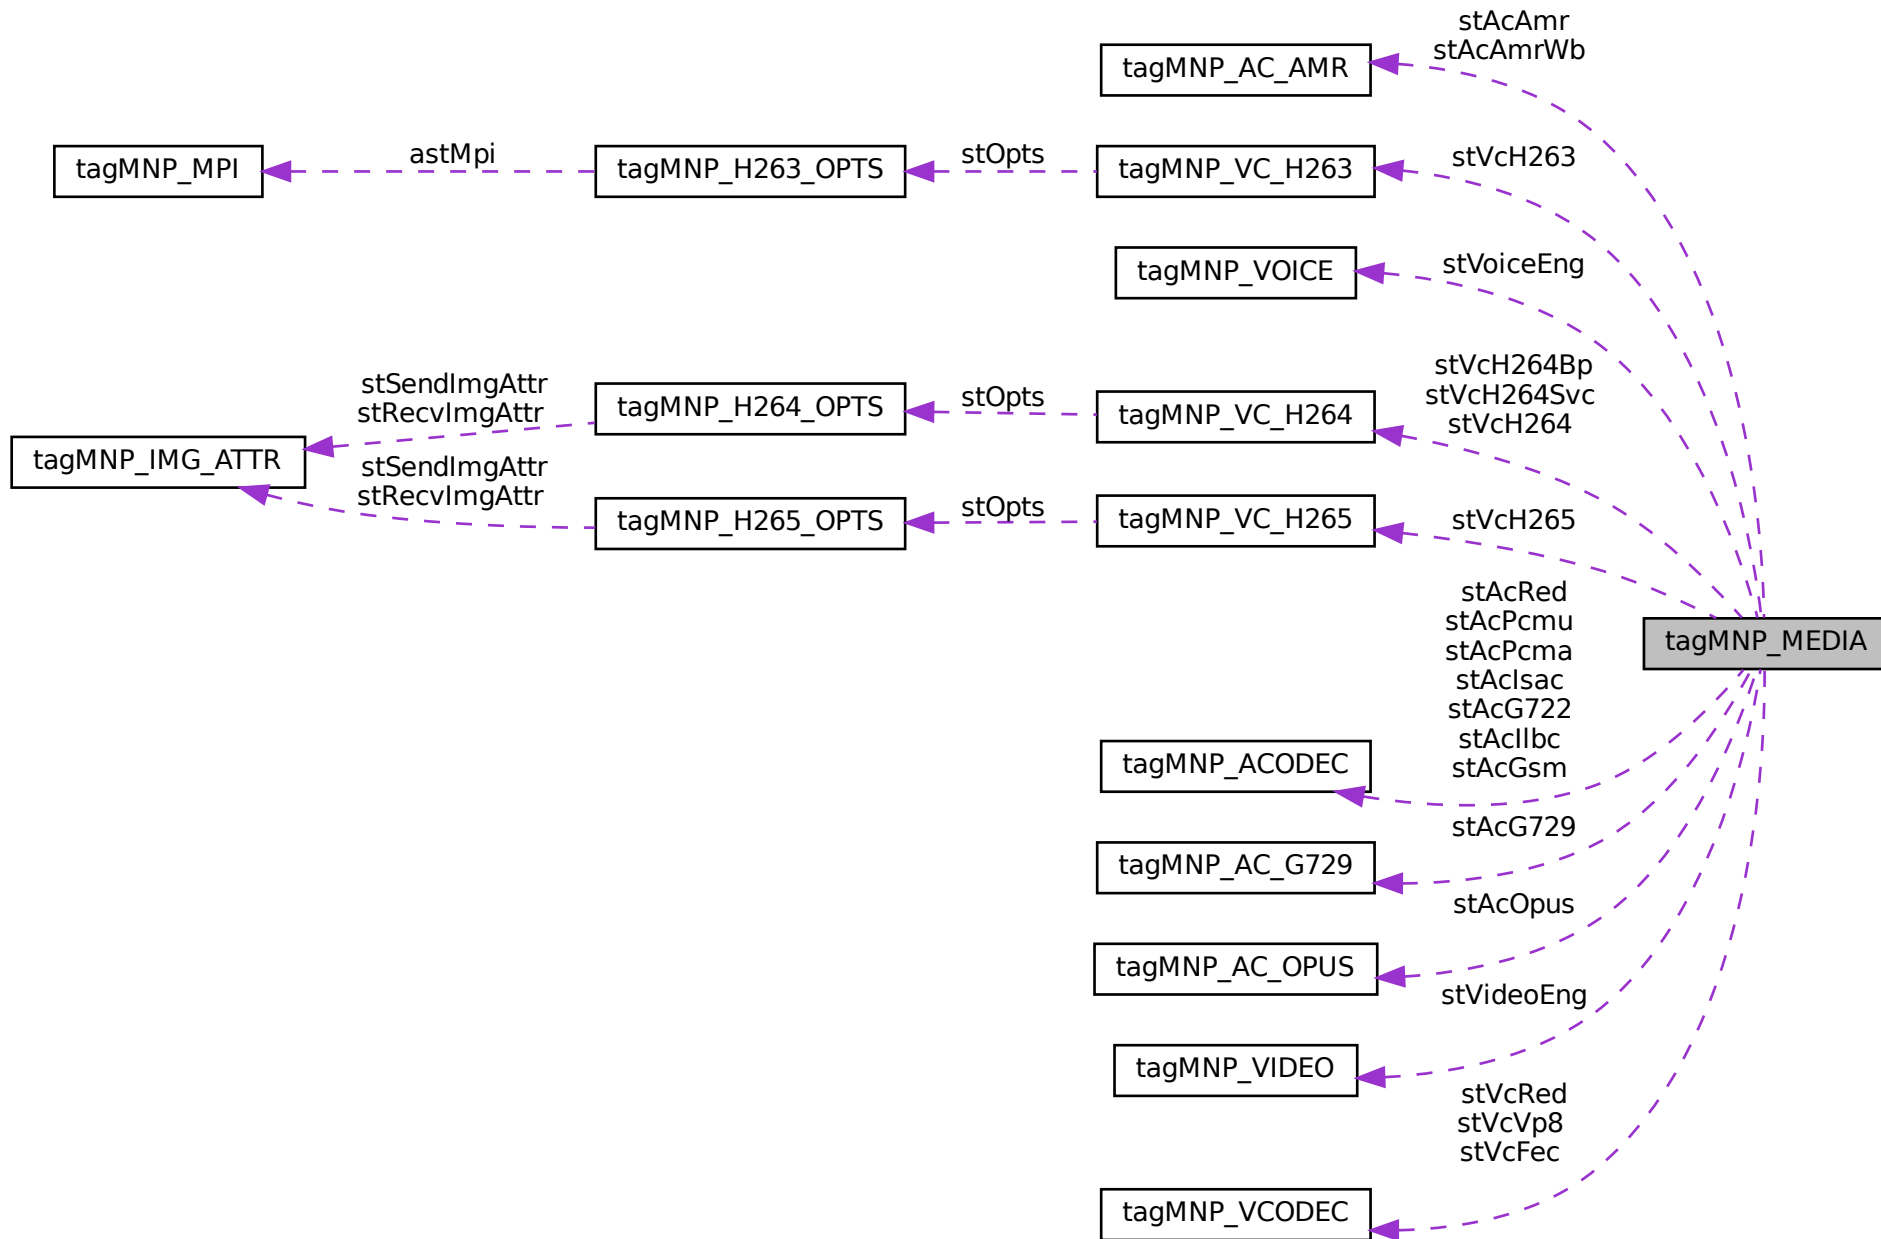 stAcAmr
stAcAmrWb
tagMNP_AC_AMR
tagMNP_MPI
astMpi
tagMNP_H263_OPTS
stOpts
tagMNP_VC_H263
stVcH263
tagMNP_VOICE
stVoiceEng
stSendImgAttr
stRecvImgAttr
tagMNP_H264_OPTS
stOpts
tagMNP_VC_H264
stVcH264Bp
stVcH264Svc
stVcH264
tagMNP_IMG_ATTR
stSendImgAttr
stRecvImgAttr
tagMNP_H265_OPTS
stOpts
tagMNP_VC_H265
stVcH265
tagMNP_MEDIA
stAcRed
stAcPcmu
stAcPcma
stAcIsac
stAcG722
stAcIlbc
stAcGsm
tagMNP_ACODEC
stAcG729
tagMNP_AC_G729
stAcOpus
tagMNP_AC_OPUS
stVideoEng
tagMNP_VIDEO
stVcRed
stVcVp8
stVcFec
tagMNP_VCODEC